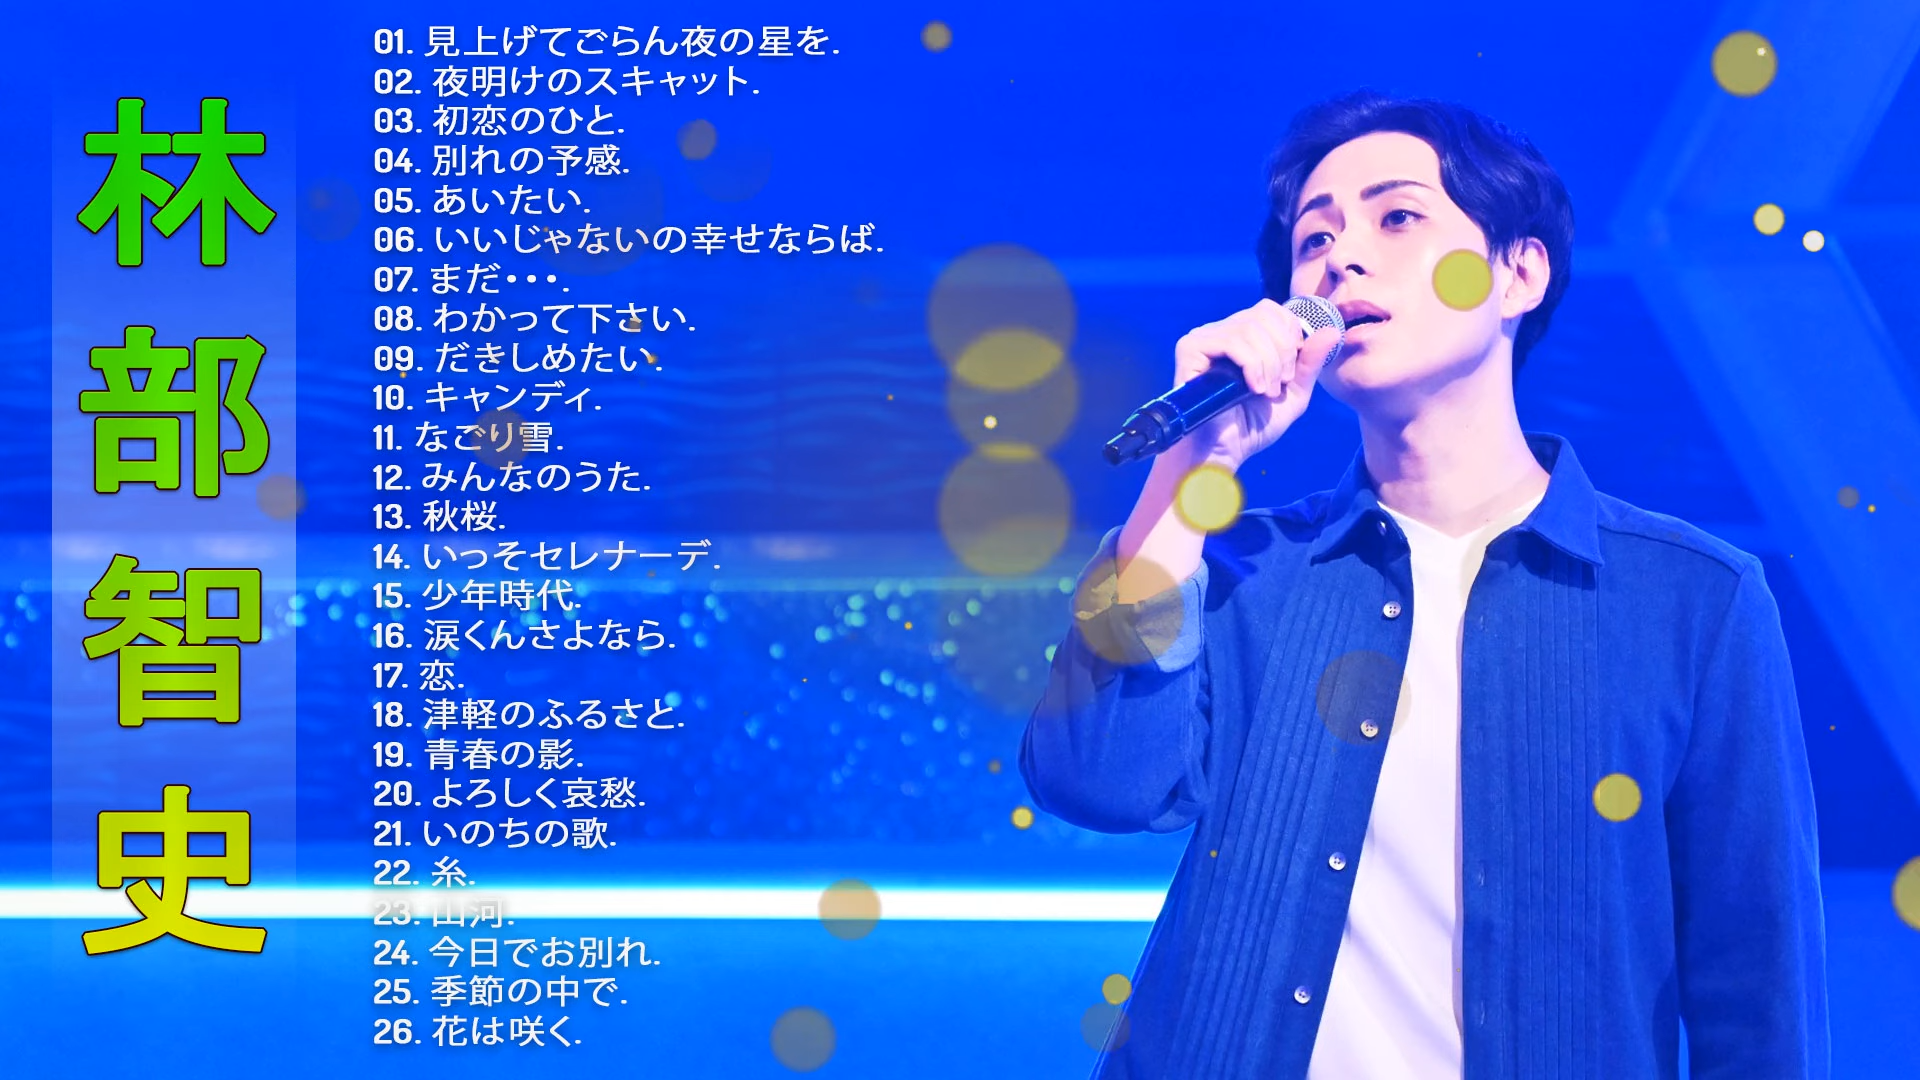 林部智史
01. 見上げてごらん夜の星を.
02. 夜明けのスキャット.
03. 初恋のひと.
04. 別れの予感.
05. あいたい.
06. いいじゃないの幸せならば.
07. まだ・・・.
08. わかって下さい.
09. だきしめたい.
10. キャンディ.
11. なごり雪.
12. みんなのうた.
13. 秋桜.
14. いっそセレナーデ.
15. 少年時代.
16. 涙くんさよなら.
17. 恋.
18. 津軽のふるさと.
19. 青春の影.
20. よろしく哀愁.
21. いのちの歌.
22. 糸.
23. 山河.
24. 今日でお別れ.
25. 季節の中で.
26. 花は咲く.